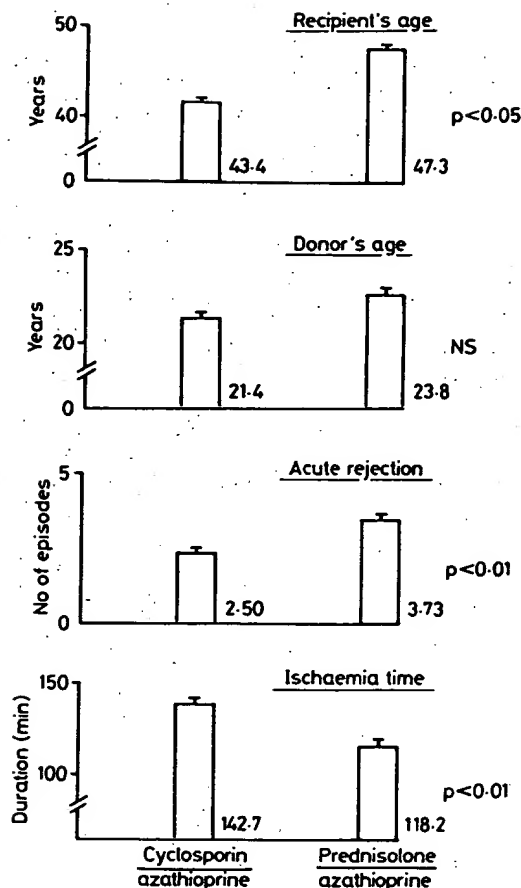 Recipient's age
50
40
0
Years
43·4
47·3
p<0·05
Donor's age
25
20
0
Years
21·4
23·8
NS
Acute rejection
5
0
No of episodes
2·50
3·73
p<0·01
Ischaemia time
150
100
Duration (min)
142·7
118·2
p<0·01
Cyclosporin Prednisolone
azathioprine azathioprine